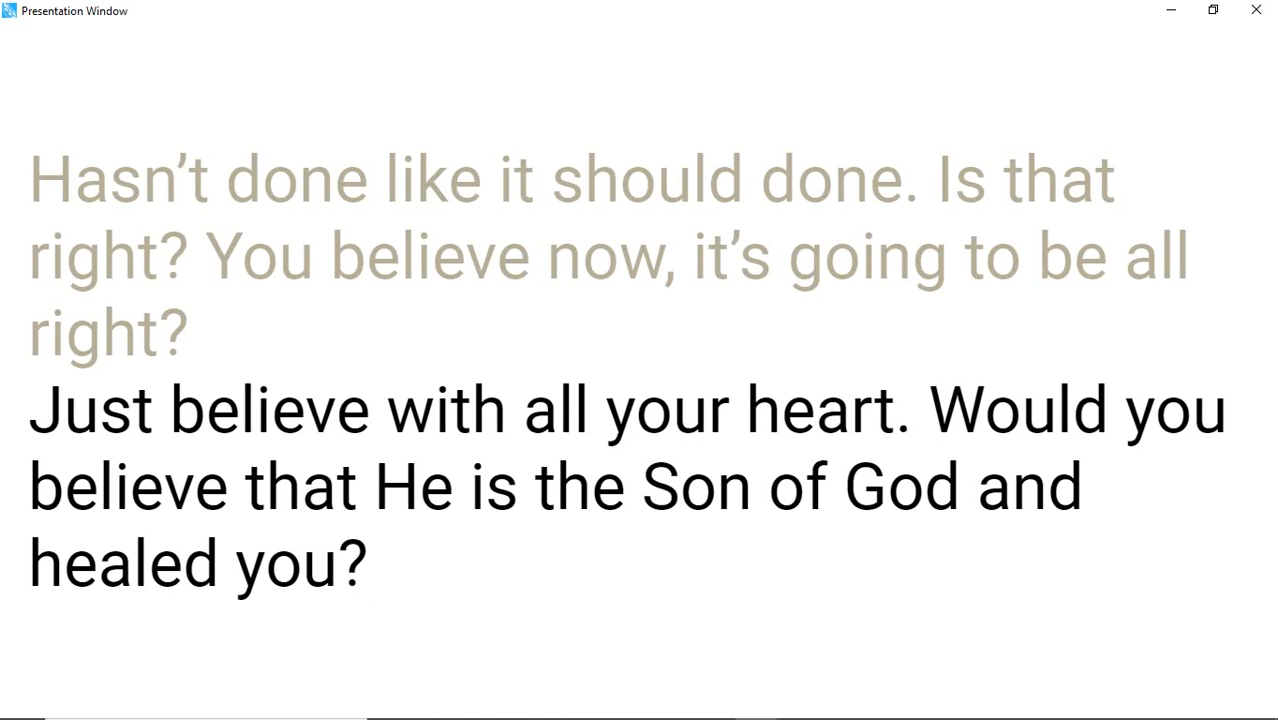 Presentation Window
Hasn’t done like it should done. Is that
right? You believe now, it’s going to be all
right?
Just believe with all your heart. Would you
believe that He is the Son of God and
healed you?